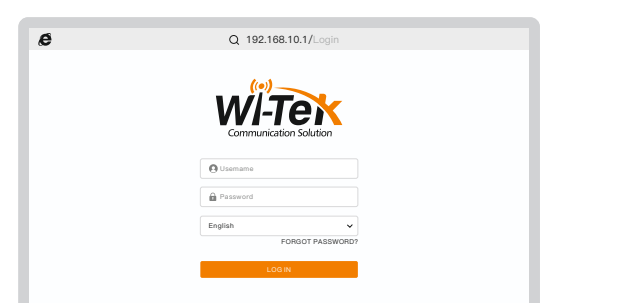 192.168.10.1/Login
Wi-Tek
Communication Solution
Username
Password
English
FORGOT PASSWORD?
LOG IN